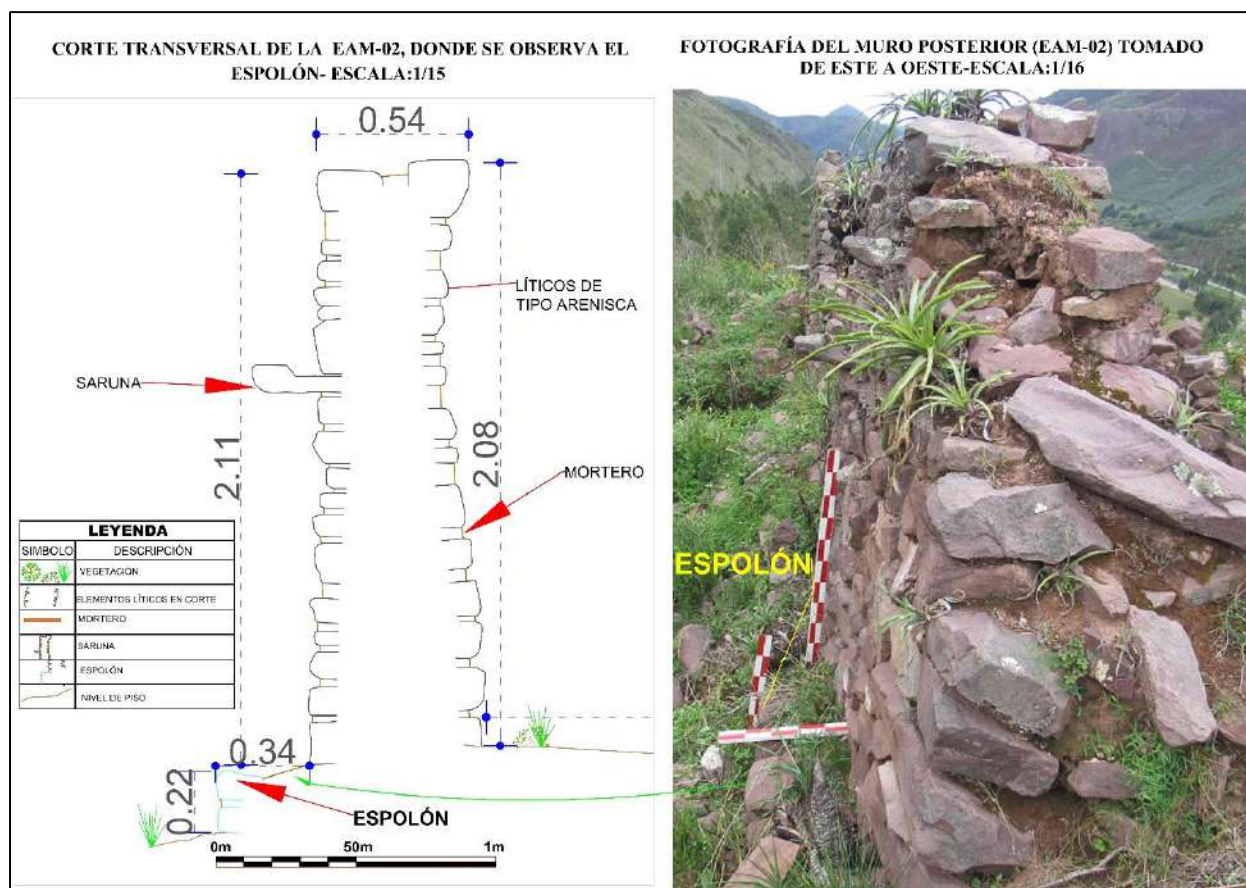 CORTE TRANSVERSAL DE LA EAM-02, DONDE SE OBSERVA EL
ESPOLÓN- ESCALA:1/15
0.54
LÍTICOS DE
TIPO ARENISCA
SARUNA
2.11
2.08
MORTERO
LEYENDA
SIMBOLO DESCRIPCIÓN
VEGETACIÓN
ELEMENTOS LÍTICOS EN CORTE
MORTERO
SARUNA
ESPOLÓN
NIVEL DE PISO
0.34
0.22
ESPOLÓN
0m 50m 1m
FOTOGRAFÍA DEL MURO POSTERIOR (EAM-02) TOMADO
DE ESTE A OESTE-ESCALA:1/16
ESPOLÓN